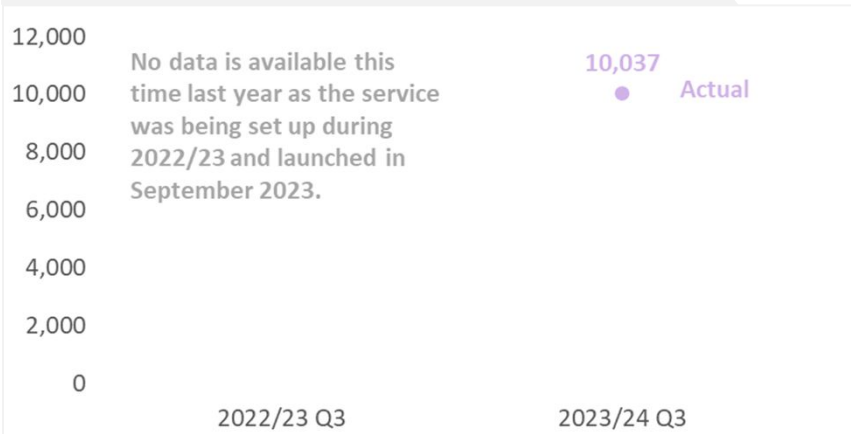 12,000
10,000
8,000
6,000
4,000
2,000
0
No data is available this
time last year as the service
was being set up during
2022/23 and launched in
September 2023.
10,037
Actual
2022/23 Q3
2023/24 Q3